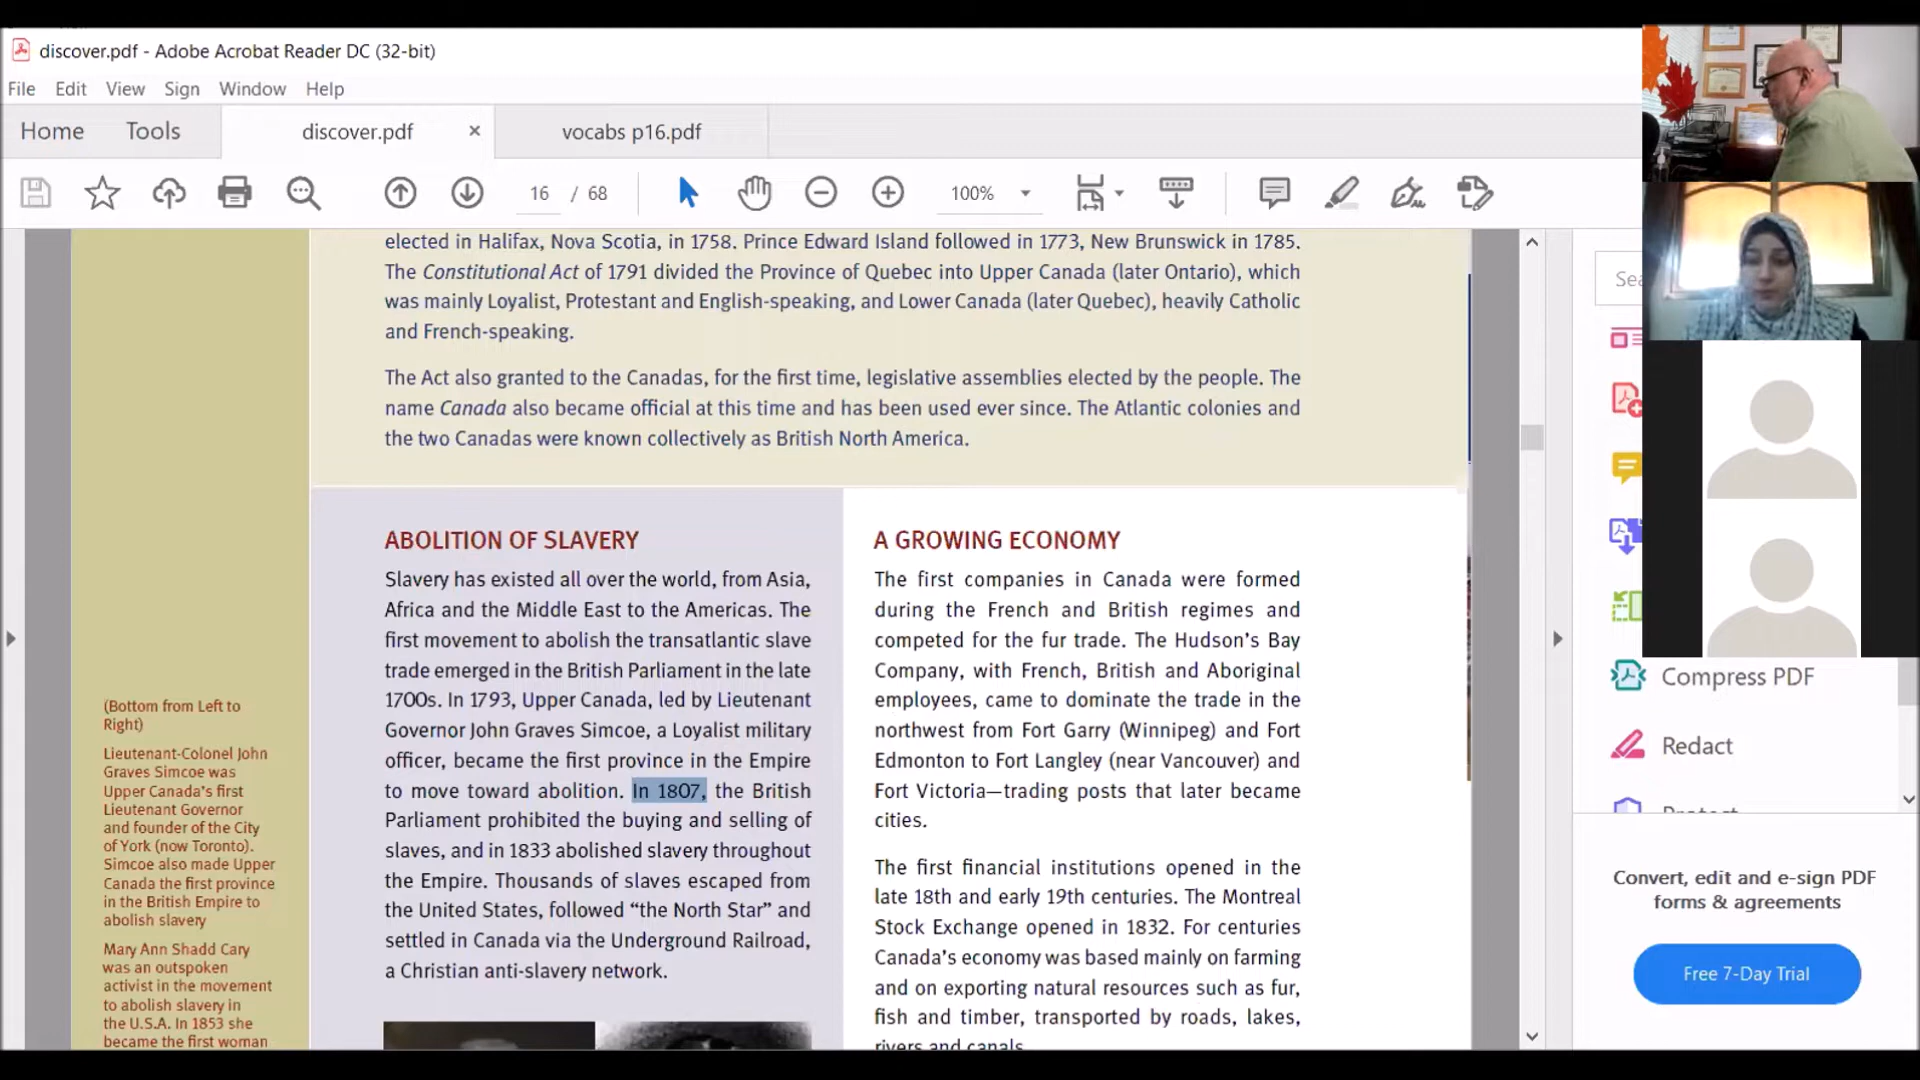 discover.pdf - Adobe Acrobat Reader DC (32-bit)
File Edit View Sign Window Help
Home Tools discover.pdf × vocabs p16.pdf
16 / 68 100%
elected in Halifax, Nova Scotia, in 1758. Prince Edward Island followed in 1773, New Brunswick in 1785.
The Constitutional Act of 1791 divided the Province of Quebec into Upper Canada (later Ontario), which
was mainly Loyalist, Protestant and English-speaking, and Lower Canada (later Quebec), heavily Catholic
and French-speaking.
The Act also granted to the Canadas, for the first time, legislative assemblies elected by the people. The
name Canada also became official at this time and has been used ever since. The Atlantic colonies and
the two Canadas were known collectively as British North America.
(Bottom from Left to
Right)
Lieutenant-Colonel John
Graves Simcoe was
Upper Canada's first
Lieutenant Governor
and founder of the City
of York (now Toronto).
Simcoe also made Upper
Canada the first province
in the British Empire to
abolish slavery
Mary Ann Shadd Cary
was an outspoken
activist in the movement
to abolish slavery in
the U.S.A. In 1853 she
became the first woman
ABOLITION OF SLAVERY
Slavery has existed all over the world, from Asia,
Africa and the Middle East to the Americas. The
first movement to abolish the transatlantic slave
trade emerged in the British Parliament in the late
1700s. In 1793, Upper Canada, led by Lieutenant
Governor John Graves Simcoe, a Loyalist military
officer, became the first province in the Empire
to move toward abolition. In 1807, the British
Parliament prohibited the buying and selling of
slaves, and in 1833 abolished slavery throughout
the Empire. Thousands of slaves escaped from
the United States, followed “the North Star” and
settled in Canada via the Underground Railroad,
a Christian anti-slavery network.
A GROWING ECONOMY
The first companies in Canada were formed
during the French and British regimes and
competed for the fur trade. The Hudson's Bay
Company, with French, British and Aboriginal
employees, came to dominate the trade in the
northwest from Fort Garry (Winnipeg) and Fort
Edmonton to Fort Langley (near Vancouver) and
Fort Victoria—trading posts that later became
cities.
The first financial institutions opened in the
late 18th and early 19th centuries. The Montreal
Stock Exchange opened in 1832. For centuries
Canada's economy was based mainly on farming
and on exporting natural resources such as fur,
fish and timber, transported by roads, lakes,
rivers and canals.
Sea
Compress PDF
Redact
Protect
Convert, edit and e-sign PDF
forms & agreements
Free 7-Day Trial